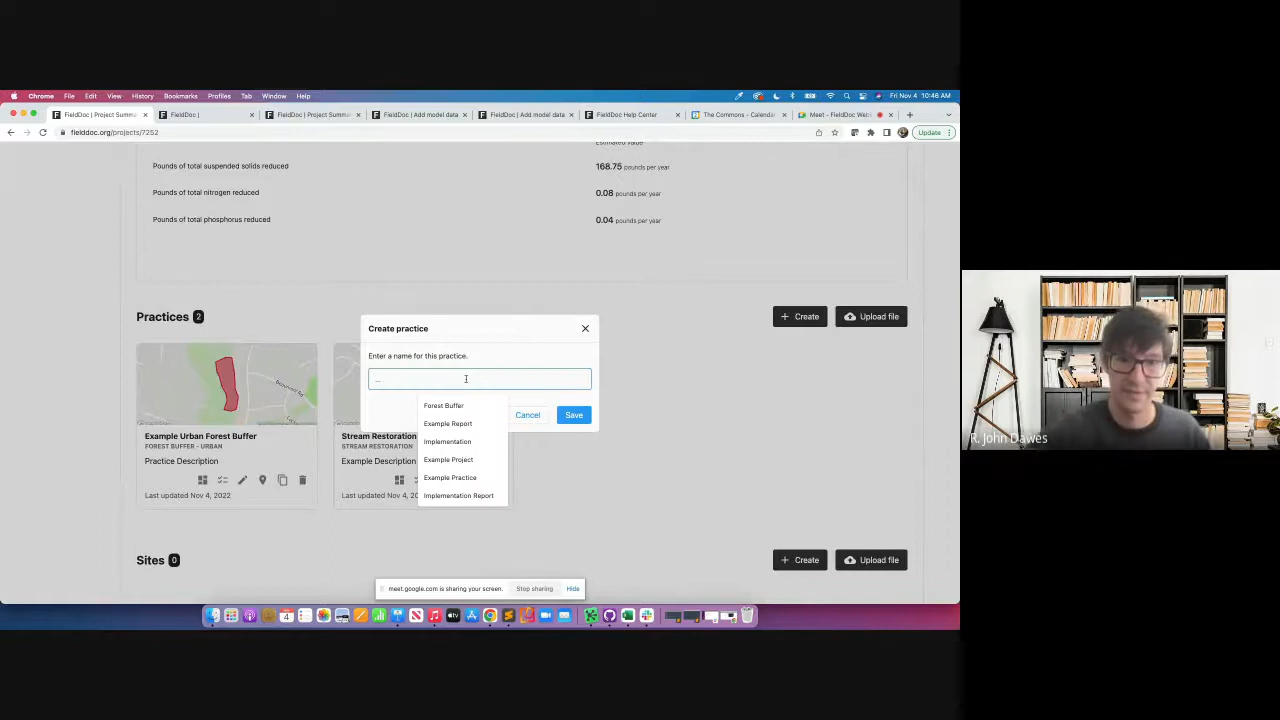 Chrome File Edit View History Bookmarks Profiles Tab Window Help Fri Nov 4 10:46 AM
FieldDoc | Project Summa FieldDoc | FieldDoc | Project Summa FieldDoc | Add model data FieldDoc | Add model data FieldDoc Help Center The Commons - Calenda Meet - FieldDoc Web
fielddoc.org/projects/7252 Update
Estimated value
Pounds of total suspended solids reduced 168.75 pounds per year
Pounds of total nitrogen reduced 0.08 pounds per year
Pounds of total phosphorus reduced 0.04 pounds per year
Practices 2 + Create Upload file
Create practice
Enter a name for this practice.
...
Forest Buffer
Example Report
Implementation
Example Project
Example Practice
Implementation Report
Cancel Save
Example Urban Forest Buffer
FOREST BUFFER - URBAN
Practice Description
Last updated Nov 4, 2022
Stream Restoration
STREAM RESTORATION
Example Description
Last updated Nov 4, 20
Sites 0 + Create Upload file
meet.google.com is sharing your screen. Stop sharing Hide
R. John Dawes